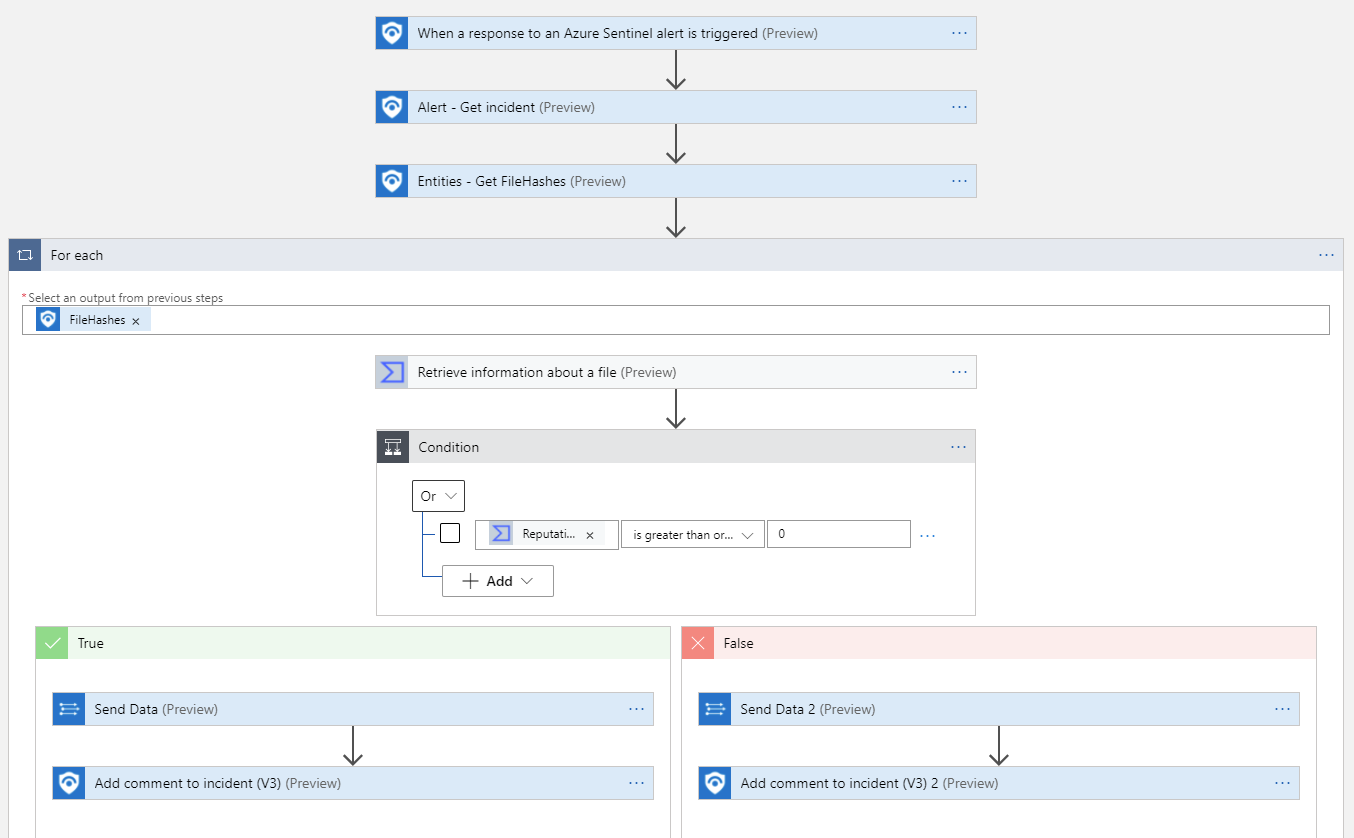 When a response to an Azure Sentinel alert is triggered (Preview)
Alert - Get incident (Preview)
Entities - Get FileHashes (Preview)
For each
* Select an output from previous steps
FileHashes
Retrieve information about a file (Preview)
Condition
Or
Reputati... is greater than or... 0
Add
True
Send Data (Preview)
Add comment to incident (V3) (Preview)
False
Send Data 2 (Preview)
Add comment to incident (V3) 2 (Preview)